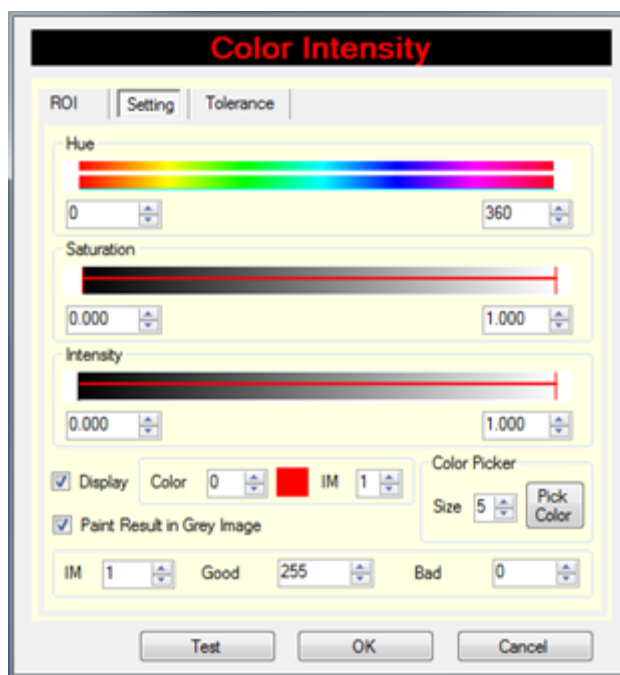 Color Intensity
ROI Setting Tolerance
Hue
0 360
Saturation
0.000 1.000
Intensity
0.000 1.000
Display Color 0 IM 1
Color Picker
Size 5 Pick Color
Paint Result in Grey Image
IM 1 Good 255 Bad 0
Test OK Cancel